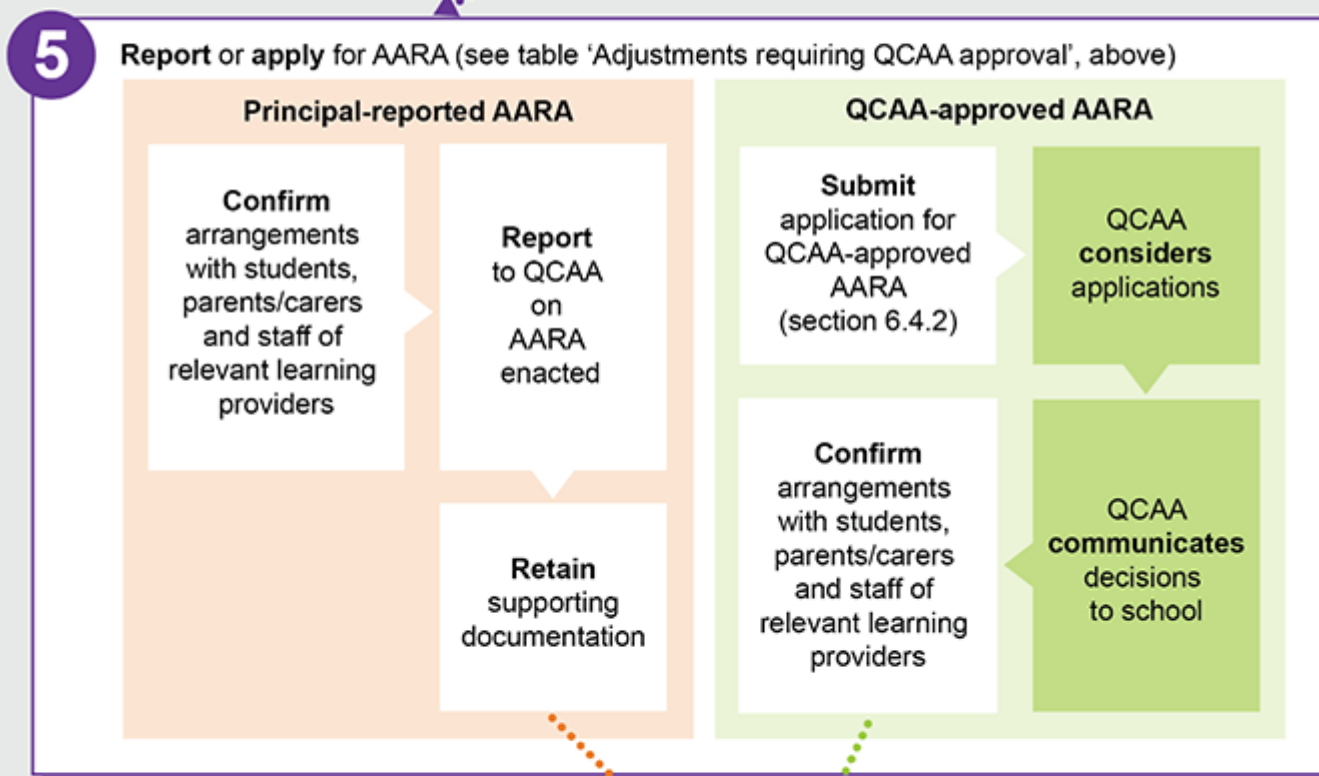 5
Report or apply for AARA (see table ‘Adjustments requiring QCAA approval’, above)
Principal-reported AARA
Confirm
arrangements
with students,
parents/carers
and staff of
relevant learning
providers
Report
to QCAA
on
AARA
enacted
Retain
supporting
documentation
QCAA-approved AARA
Submit
application for
QCAA-approved
AARA
(section 6.4.2)
QCAA
considers
applications
QCAA
communicates
decisions
to school
Confirm
arrangements
with students,
parents/carers
and staff of
relevant learning
providers